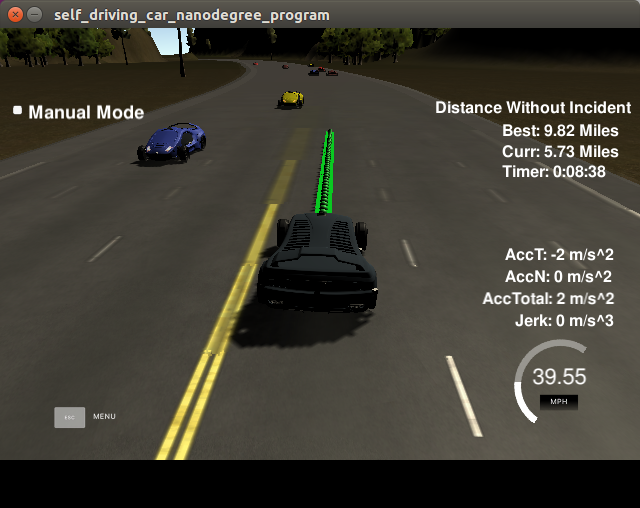 self_driving_car_nanodegree_program
Manual Mode
Distance Without Incident
Best: 9.82 Miles
Curr: 5.73 Miles
Timer: 0:08:38
AccT: -2 m/s^2
AccN: 0 m/s^2
AccTotal: 2 m/s^2
Jerk: 0 m/s^3
39.55
MPH
ESC MENU